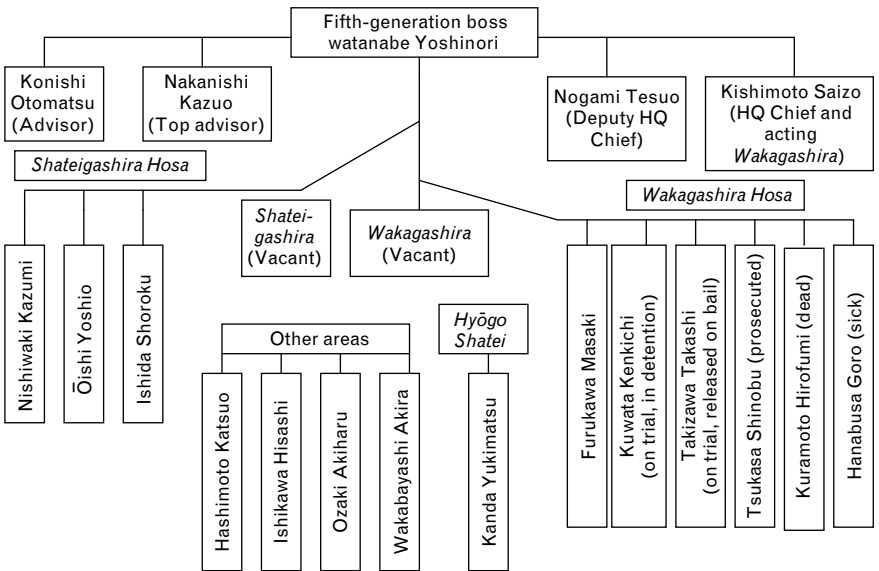 Fifth-generation boss
watanabe Yoshinori
Konishi
Otomatsu
(Advisor)
Nakanishi
Kazuo
(Top advisor)
Nogami Tesuo
(Deputy HQ
Chief)
Kishimoto Saizo
(HQ Chief and
acting
Wakagashira)
Shateigashira Hosa
Wakagashira Hosa
Shatei-
gashira
(Vacant)
Wakagashira
(Vacant)
Nishiwaki Kazumi
Ōishi Yoshio
Ishida Shoroku
Other areas
Hyōgo
Shatei
Hashimoto Katsuo
Ishikawa Hisashi
Ozaki Akiharu
Wakabayashi Akira
Kanda Yukimatsu
Furukawa Masaki
Kuwata Kenkichi
(on trial, in detention)
Takizawa Takashi
(on trial, released on bail)
Tsukasa Shinobu (prosecuted)
Kuramoto Hirofumi (dead)
Hanabusa Goro (sick)